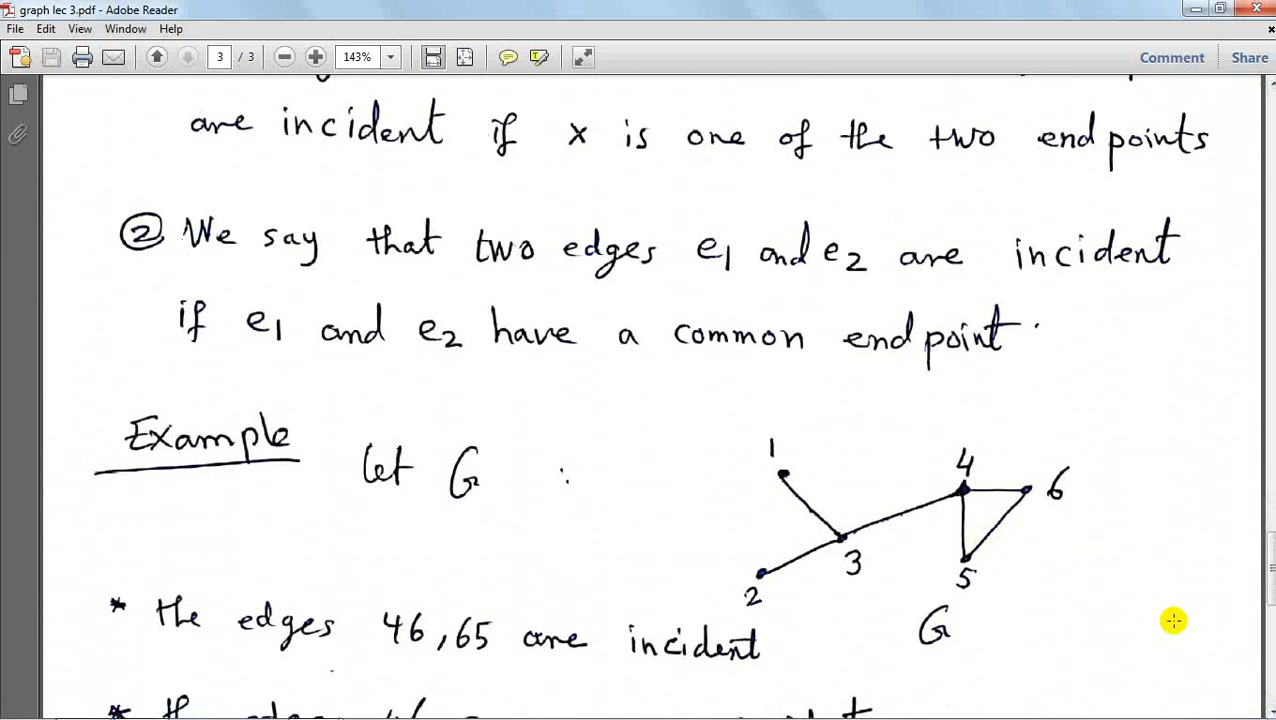 graph lec 3.pdf - Adobe Reader
File Edit View Window Help
3 / 3 143% Comment Share
are incident if x is one of the two endpoints
② We say that two edges e1 and e2 are incident
if e1 and e2 have a common endpoint.
Example let G :
1
4
6
3
5
2
G
* the edges 46, 65 are incident